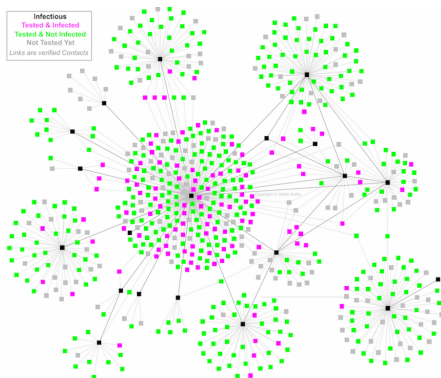 Infectious
Tested & Infected
Tested & Not Infected
Not Tested Yet
Links are verified Contacts